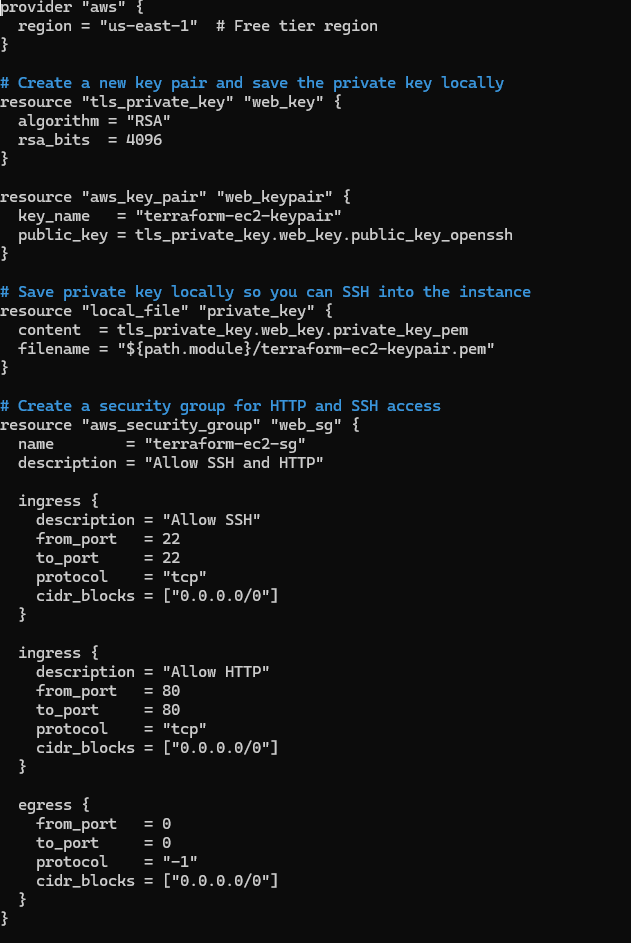 provider "aws" {
  region = "us-east-1"  # Free tier region
}

# Create a new key pair and save the private key locally
resource "tls_private_key" "web_key" {
  algorithm = "RSA"
  rsa_bits  = 4096
}

resource "aws_key_pair" "web_keypair" {
  key_name   = "terraform-ec2-keypair"
  public_key = tls_private_key.web_key.public_key_openssh
}

# Save private key locally so you can SSH into the instance
resource "local_file" "private_key" {
  content  = tls_private_key.web_key.private_key_pem
  filename = "${path.module}/terraform-ec2-keypair.pem"
}

# Create a security group for HTTP and SSH access
resource "aws_security_group" "web_sg" {
  name        = "terraform-ec2-sg"
  description = "Allow SSH and HTTP"

  ingress {
    description = "Allow SSH"
    from_port   = 22
    to_port     = 22
    protocol    = "tcp"
    cidr_blocks = ["0.0.0.0/0"]
  }

  ingress {
    description = "Allow HTTP"
    from_port   = 80
    to_port     = 80
    protocol    = "tcp"
    cidr_blocks = ["0.0.0.0/0"]
  }

  egress {
    from_port   = 0
    to_port     = 0
    protocol    = "-1"
    cidr_blocks = ["0.0.0.0/0"]
  }
}